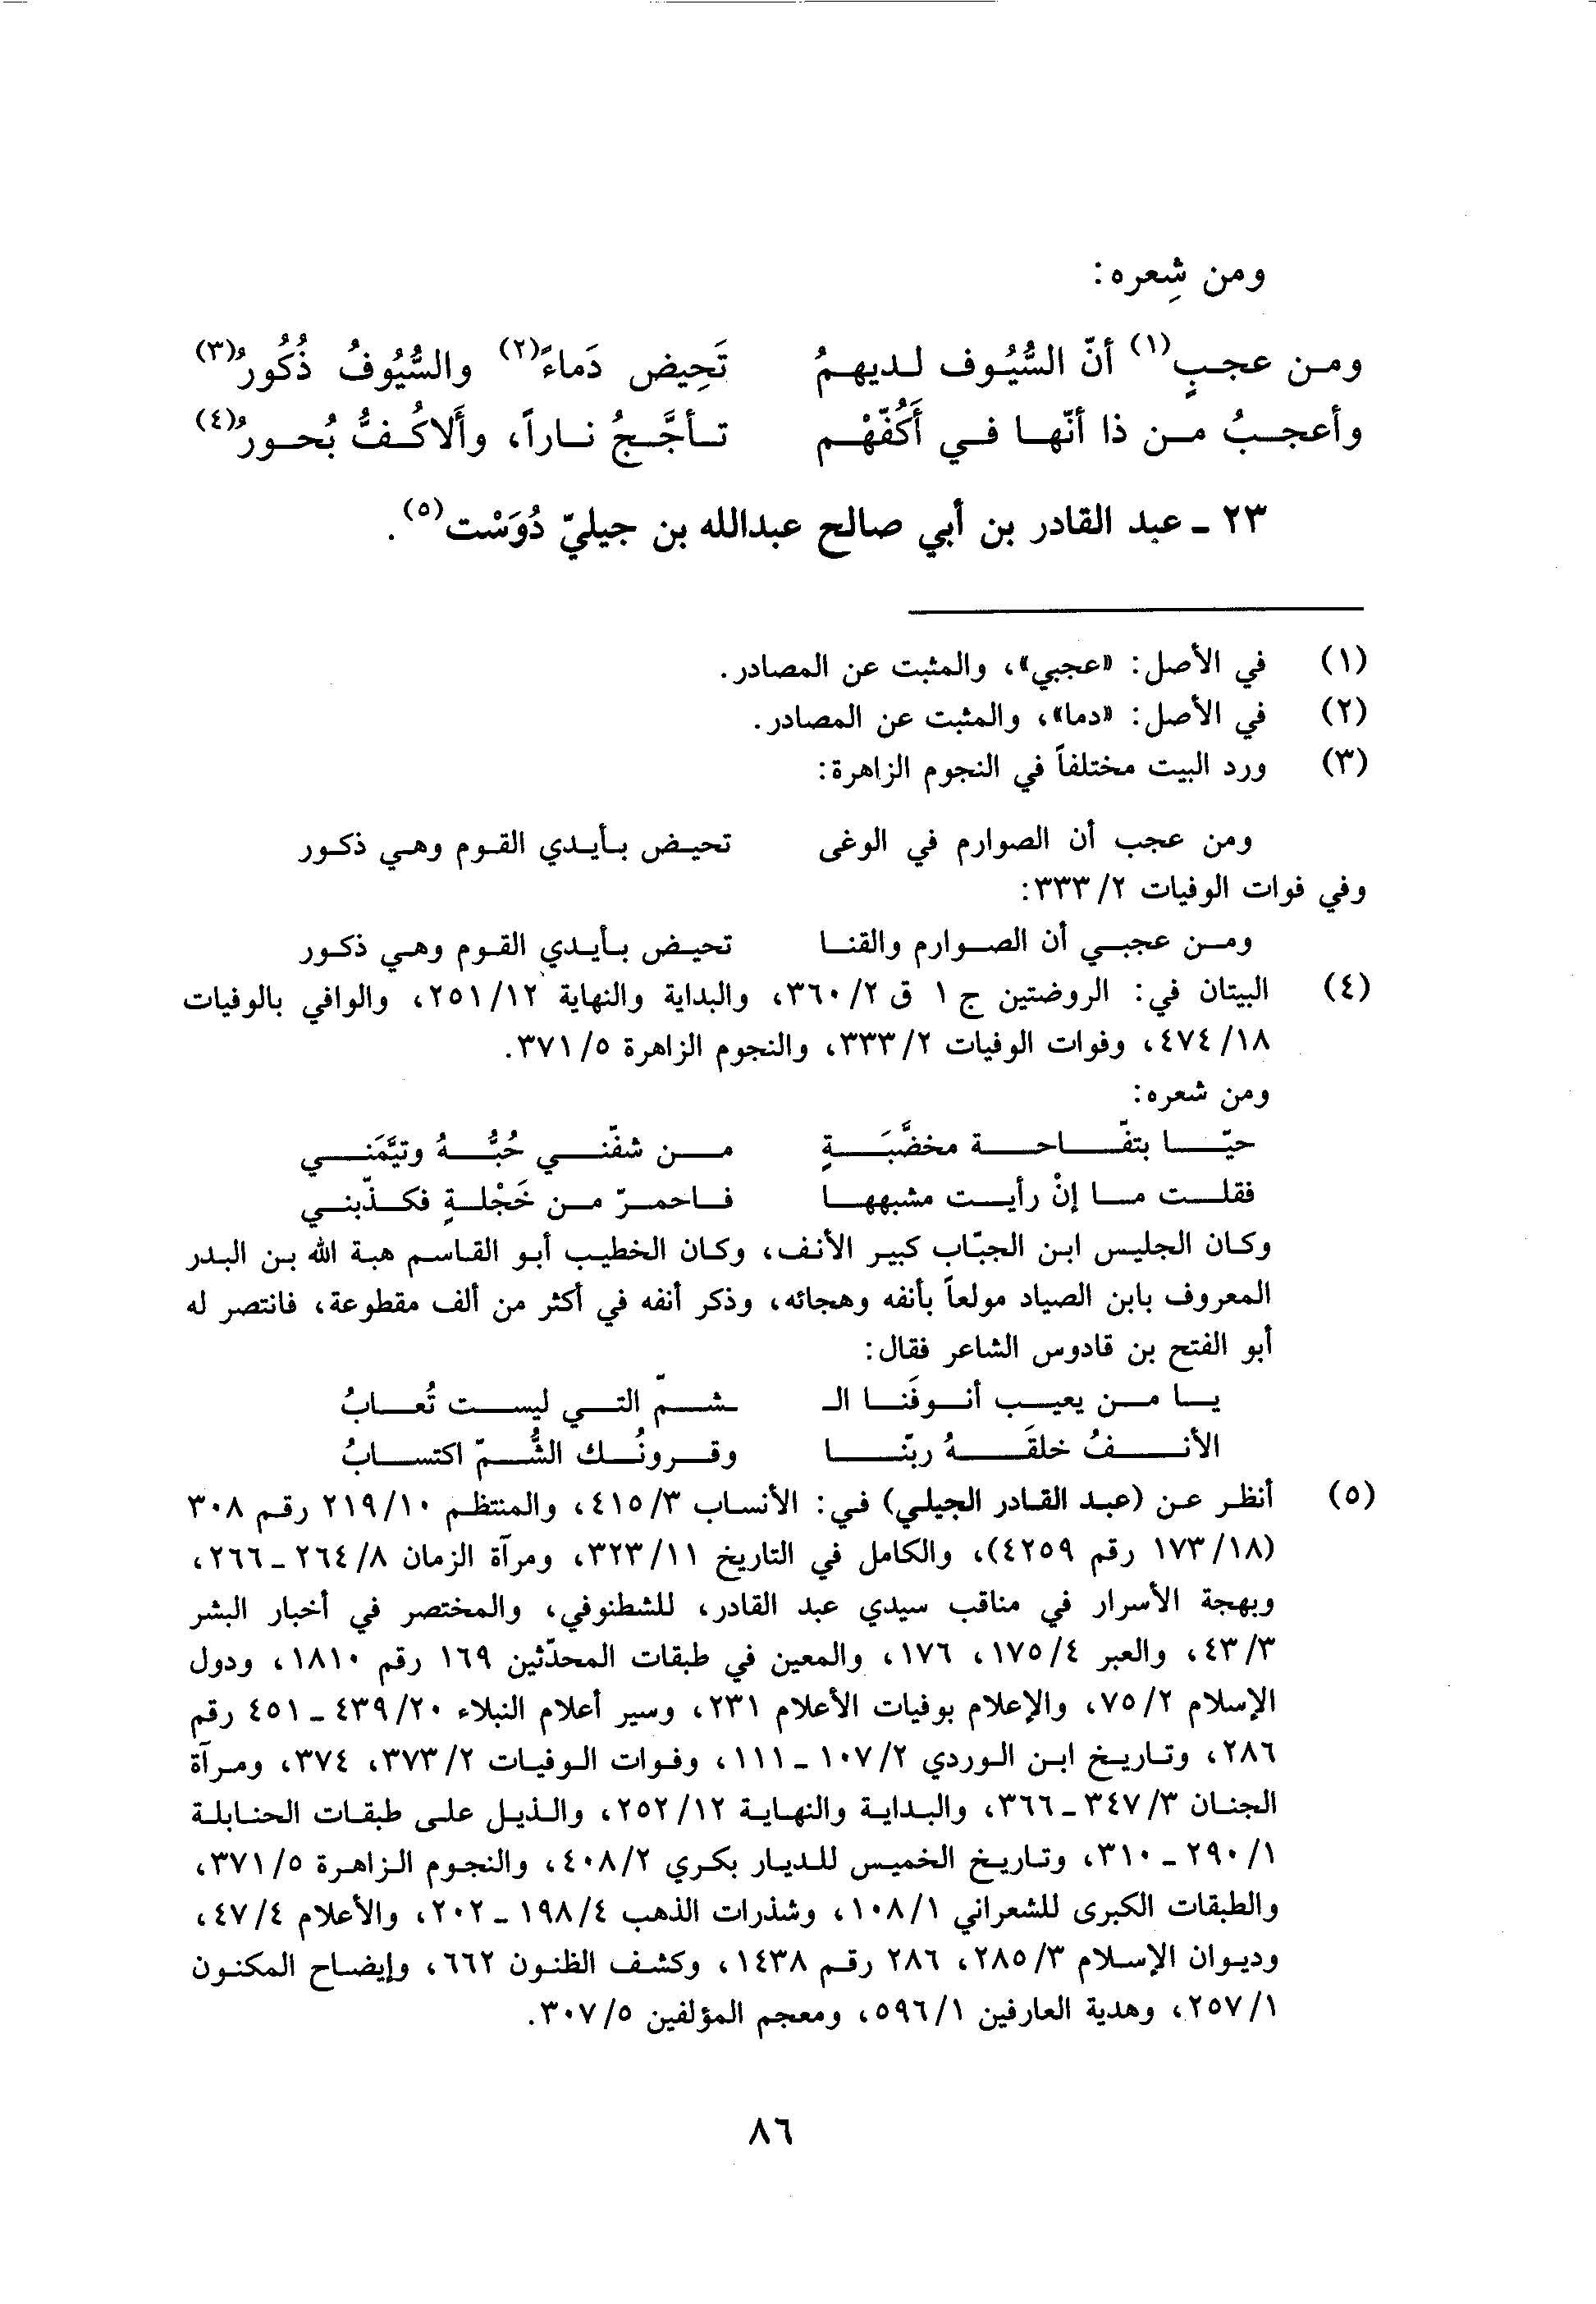 ومن شِعره:
ومن عجبٍ(١) أنّ السُّيُوف لديهمُ تَحِيض دَماءً(٢) والسُّيُوفُ ذُكُورُ(٣)
وأعجبُ من ذا أنّها في أَكُفّهْم تأجَّجُ ناراً، وأَلاكُفُّ بُحورُ(٤)
٢٣ ـ عبد القادر بن أبي صالح عبدالله بن جيليّ دُوَسْت(٥).
(١) في الأصل: «عجبي»، والمثبت عن المصادر.
(٢) في الأصل: «دما»، والمثبت عن المصادر.
(٣) ورد البيت مختلفاً في النجوم الزاهرة:
ومن عجب أن الصوارم في الوغى تحيض بأيدي القوم وهي ذكور
وفي فوات الوفيات ٢/ ٣٣٣:
ومن عجبي أن الصوارم والقنا تحيض بأيدي القوم وهي ذكور
(٤) البيتان في: الروضتين ج ١ ق ٢/ ٣٦٠، والبداية والنهاية ١٢/ ٢٥١، والوافي بالوفيات
١٨/ ٤٧٤، وفوات الوفيات ٢/ ٣٣٣، والنجوم الزاهرة ٥/ ٣٧١.
ومن شعره:
حيّا بتفّاحة مخضَّبَةٍ من شفّني حُبُّهُ وتيَّمَني
فقلت ما إنْ رأيت مشبهها فاحمرّ من خَجْلةٍ فكذّبني
وكان الجليس ابن الجبّاب كبير الأنف، وكان الخطيب أبو القاسم هبة الله بن البدر
المعروف بابن الصياد مولعاً بأنفه وهجائه، وذكر أنفه في أكثر من ألف مقطوعة، فانتصر له
أبو الفتح بن قادوس الشاعر فقال:
يا من يعيب أنوفَنا الـ ـشمّ التي ليست تُعابُ
الأنفُ خلقَهُ ربّنا وقرونُك الشُّمّ اكتسابُ
(٥) أنظر عن (عبد القادر الجيلي) في: الأنساب ٣/ ٤١٥، والمنتظم ١٠/ ٢١٩ رقم ٣٠٨
(١٨/ ١٧٣ رقم ٤٢٥٩)، والكامل في التاريخ ١١/ ٣٢٣، ومرآة الزمان ٨/ ٢٦٤ ـ ٢٦٦،
وبهجة الأسرار في مناقب سيدي عبد القادر، للشطنوفي، والمختصر في أخبار البشر
٣/ ٤٣، والعبر ٤/ ١٧٥، ١٧٦، والمعين في طبقات المحدّثين ١٦٩ رقم ١٨١٠، ودول
الإسلام ٢/ ٧٥، والإعلام بوفيات الأعلام ٢٣١، وسير أعلام النبلاء ٢٠/ ٤٣٩ ـ ٤٥١ رقم
٢٨٦، وتاريخ ابن الوردي ٢/ ١٠٧ ـ ١١١، وفوات الوفيات ٢/ ٣٧٣، ٣٧٤، ومرآة
الجنان ٣/ ٣٤٧ ـ ٣٦٦، والبداية والنهاية ١٢/ ٢٥٢، والذيل على طبقات الحنابلة
١/ ٢٩٠ ـ ٣١٠، وتاريخ الخميس للديار بكري ٢/ ٤٠٨، والنجوم الزاهرة ٥/ ٣٧١،
والطبقات الكبرى للشعراني ١/ ١٠٨، وشذرات الذهب ٤/ ١٩٨ ـ ٢٠٢، والأعلام ٤/ ٤٧،
وديوان الإسلام ٣/ ٢٨٥، ٢٨٦ رقم ١٤٣٨، وكشف الظنون ٦٦٢، وإيضاح المكنون
١/ ٢٥٧، وهدية العارفين ١/ ٥٩٦، ومعجم المؤلفين ٥/ ٣٠٧.
٨٦